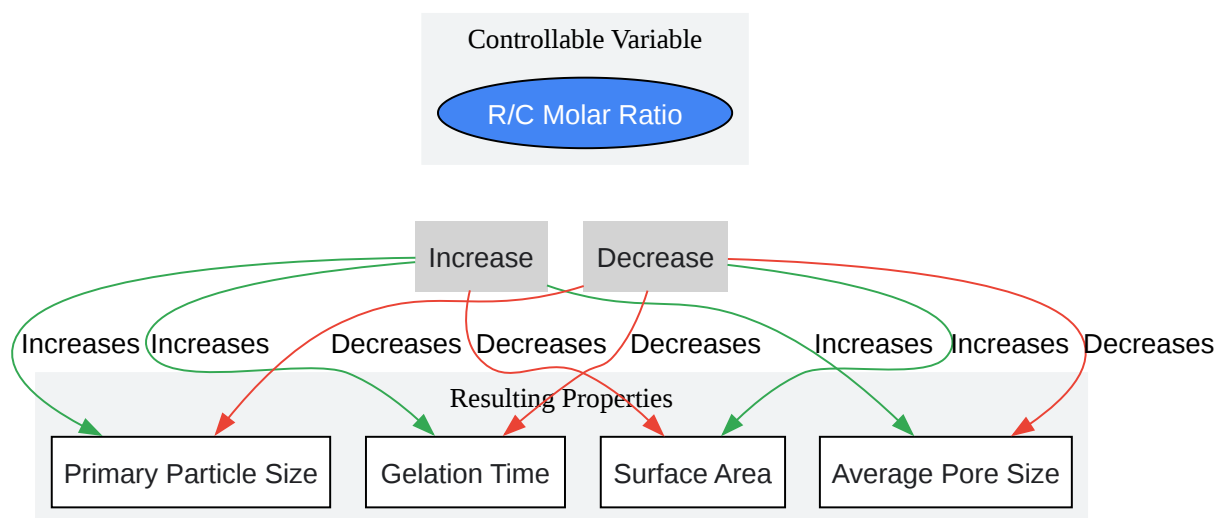 Controllable Variable
R/C Molar Ratio
Increase
Decrease
Increases
Increases
Decreases
Decreases
Decreases
Increases
Increases
Decreases
Resulting Properties
Primary Particle Size
Gelation Time
Surface Area
Average Pore Size